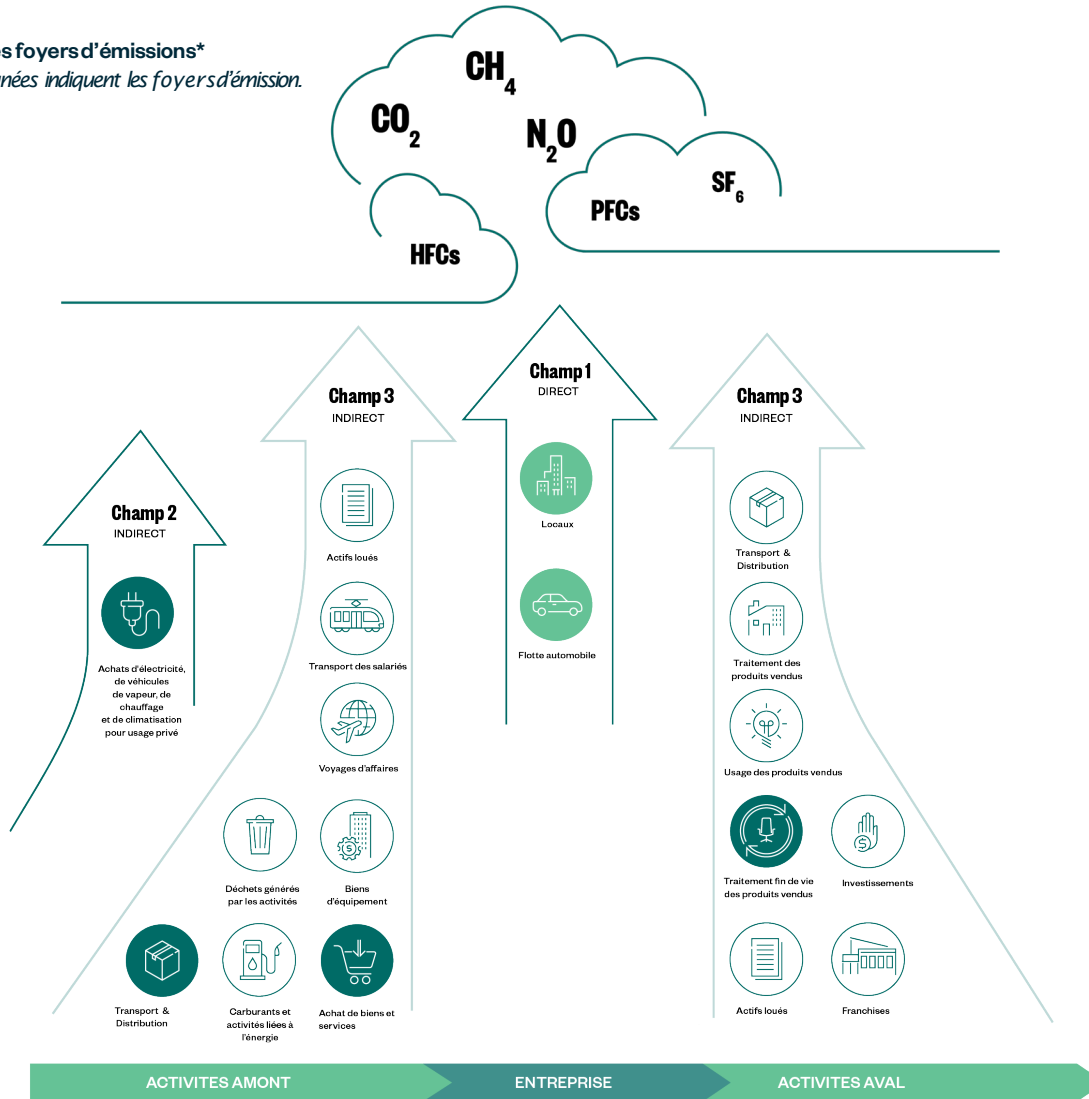 es foyers d'émissions*
nées indiquent les foyers d'émission.
CH4
CO2
N2O
SF6
PFCs
HFCs
Champ 1
DIRECT
Champ 3
INDIRECT
Champ 3
INDIRECT
Champ 2
INDIRECT
Locaux
Actifs loués
Transport &
Distribution
Flotte automobile
Transport des salariés
Traitement des
produits vendus
Achats d'électricité,
de véhicules
de vapeur, de
chauffage
et de climatisation
pour usage privé
Voyages d'affaires
Usage des produits vendus
Déchets générés
par les activités
Biens
d'équipement
Traitement fin de vie
des produits vendus
Investissements
Transport &
Distribution
Carburants et
activités liées à
l'énergie
Achat de biens et
services
Actifs loués
Franchises
ACTIVITES AMONT
ENTREPRISE
ACTIVITES AVAL